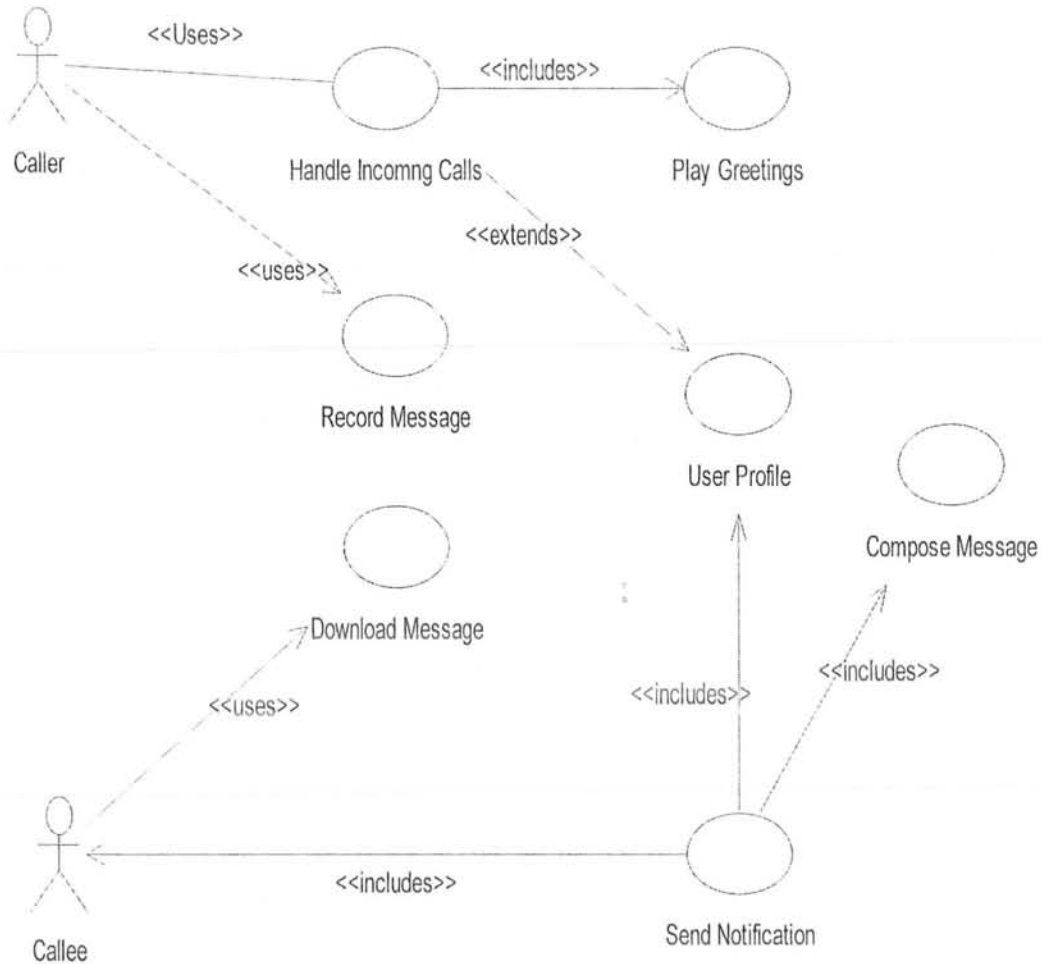 <<Uses>>
<<includes>>
Caller
Handle Incomng Calls
Play Greetings
<<extends>>
<<uses>>
Record Message
User Profile
Compose Message
Download Message
<<includes>>
<<includes>>
<<uses>>
<<includes>>
Send Notification
Callee